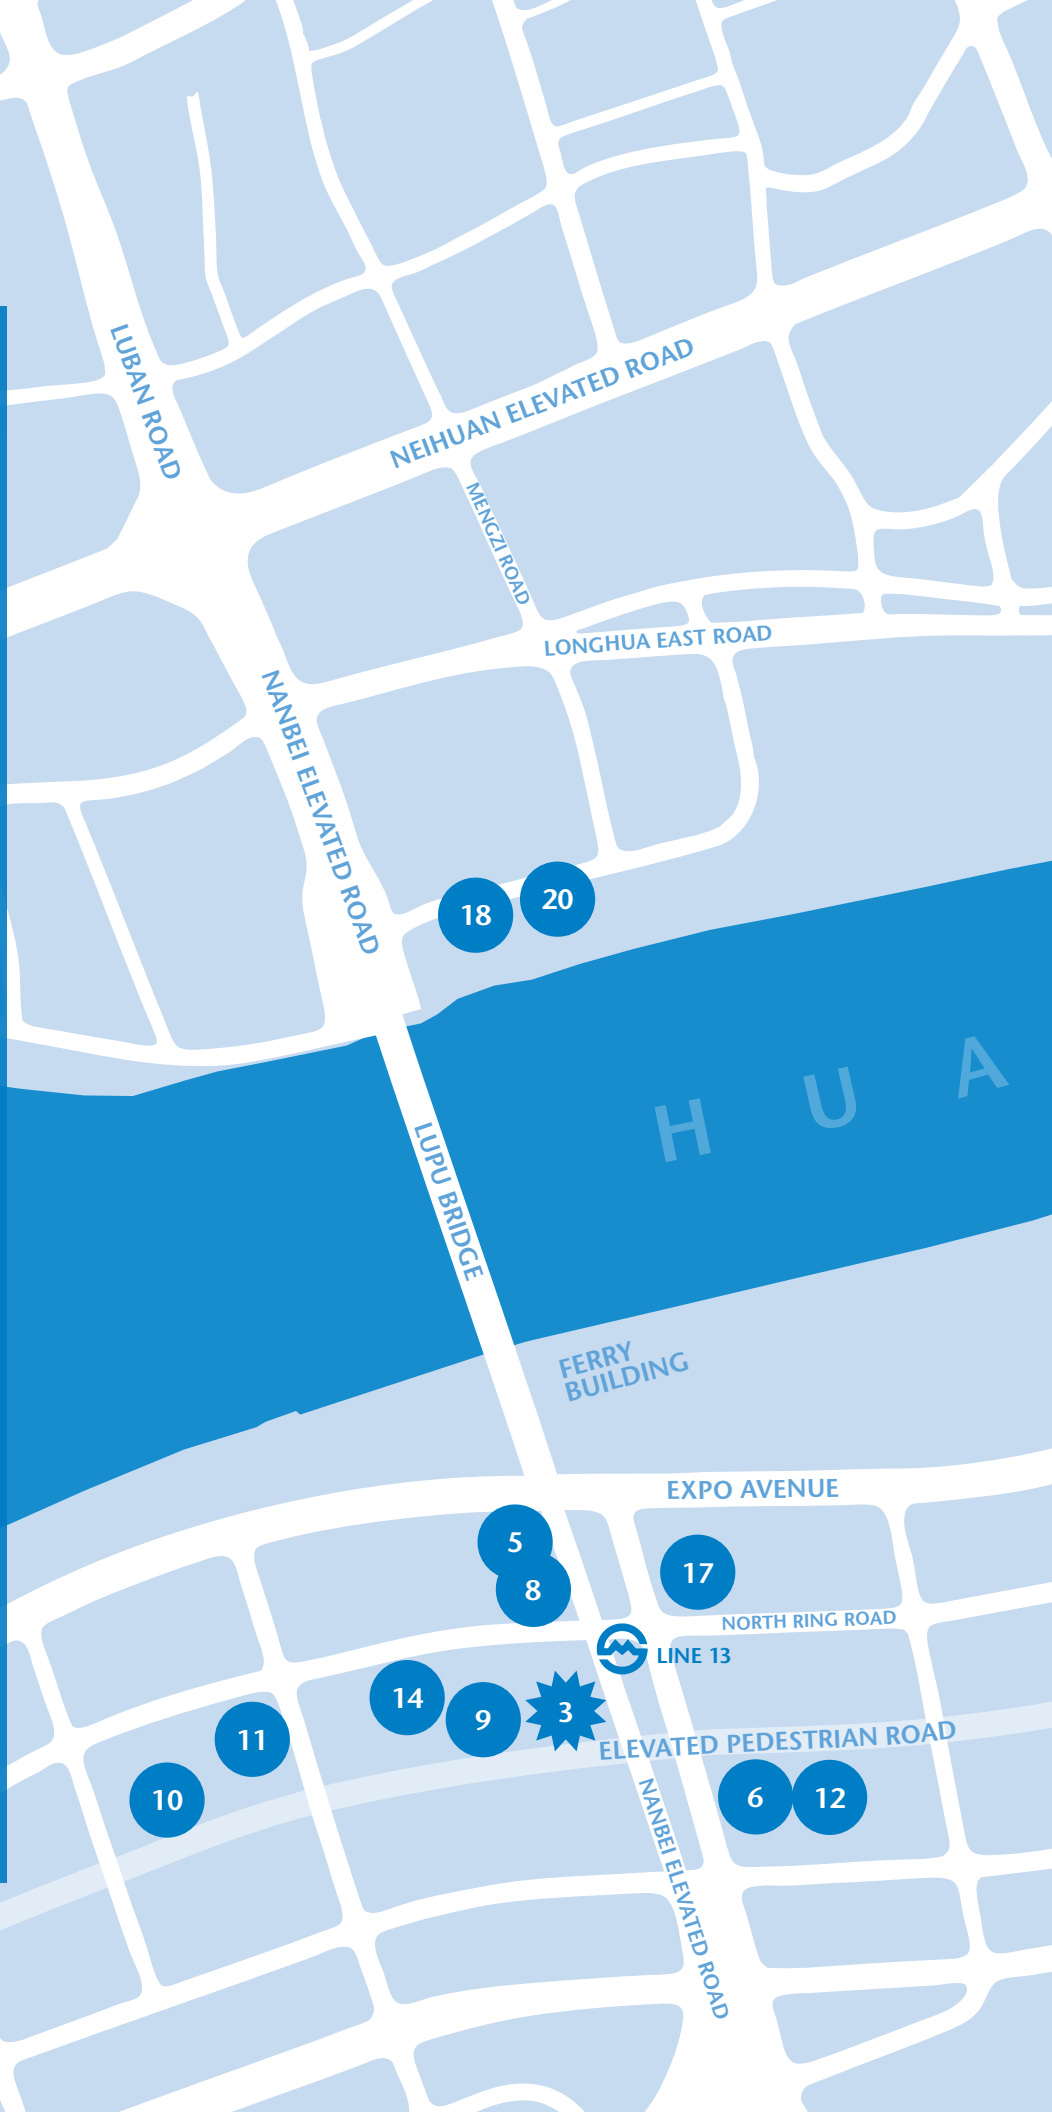 LUBAN ROAD
NEIHUAN ELEVATED ROAD
MENGZI ROAD
LONGHUA EAST ROAD
NANBEI ELEVATED ROAD
18
20
H U A
LUPU BRIDGE
FERRY
BUILDING
EXPO AVENUE
5
17
8
NORTH RING ROAD
LINE 13
14
9
3
11
ELEVATED PEDESTRIAN ROAD
10
6
12
NANBEI ELEVATED ROAD